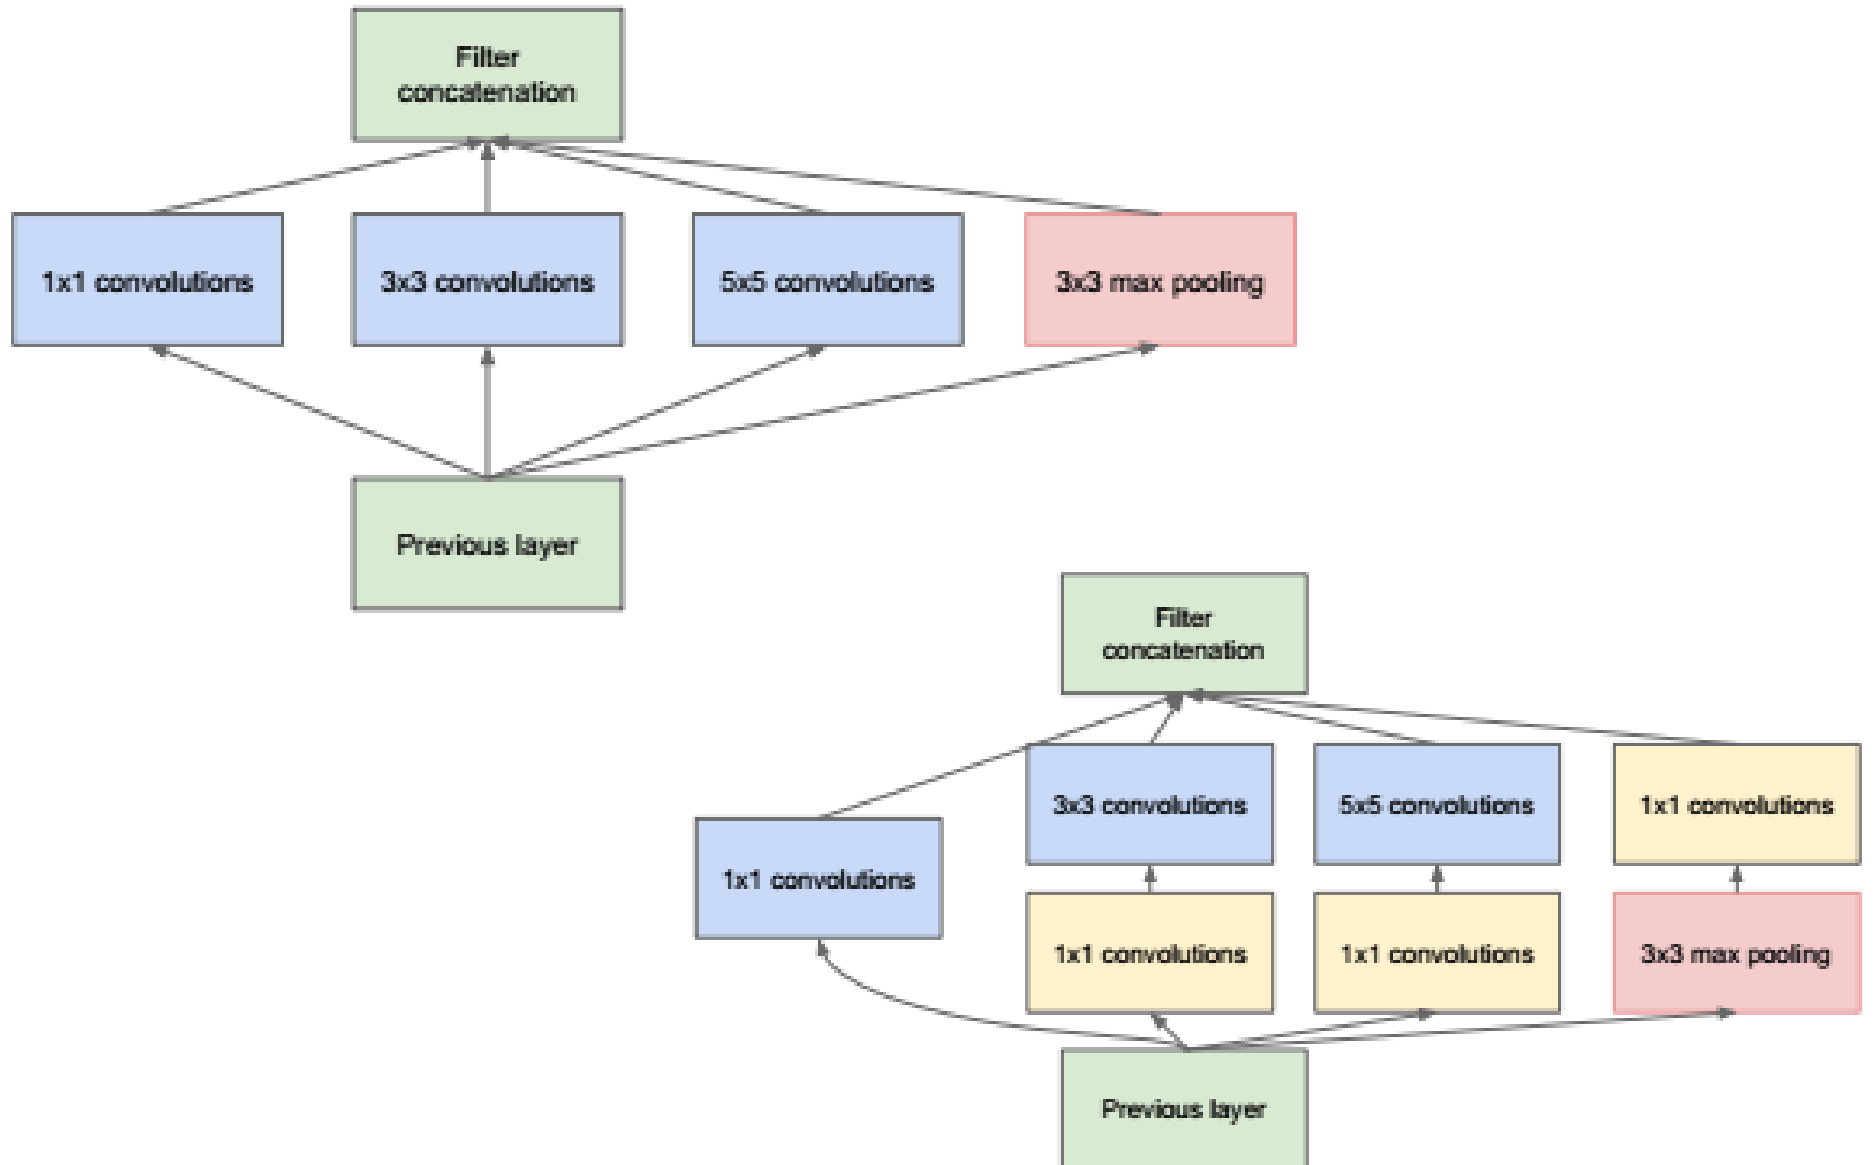 Filter
concatenation
1x1 convolutions
3x3 convolutions
5x5 convolutions
3x3 max pooling
Previous layer
Filter
concatenation
3x3 convolutions
5x5 convolutions
1x1 convolutions
1x1 convolutions
1x1 convolutions
1x1 convolutions
3x3 max pooling
Previous layer